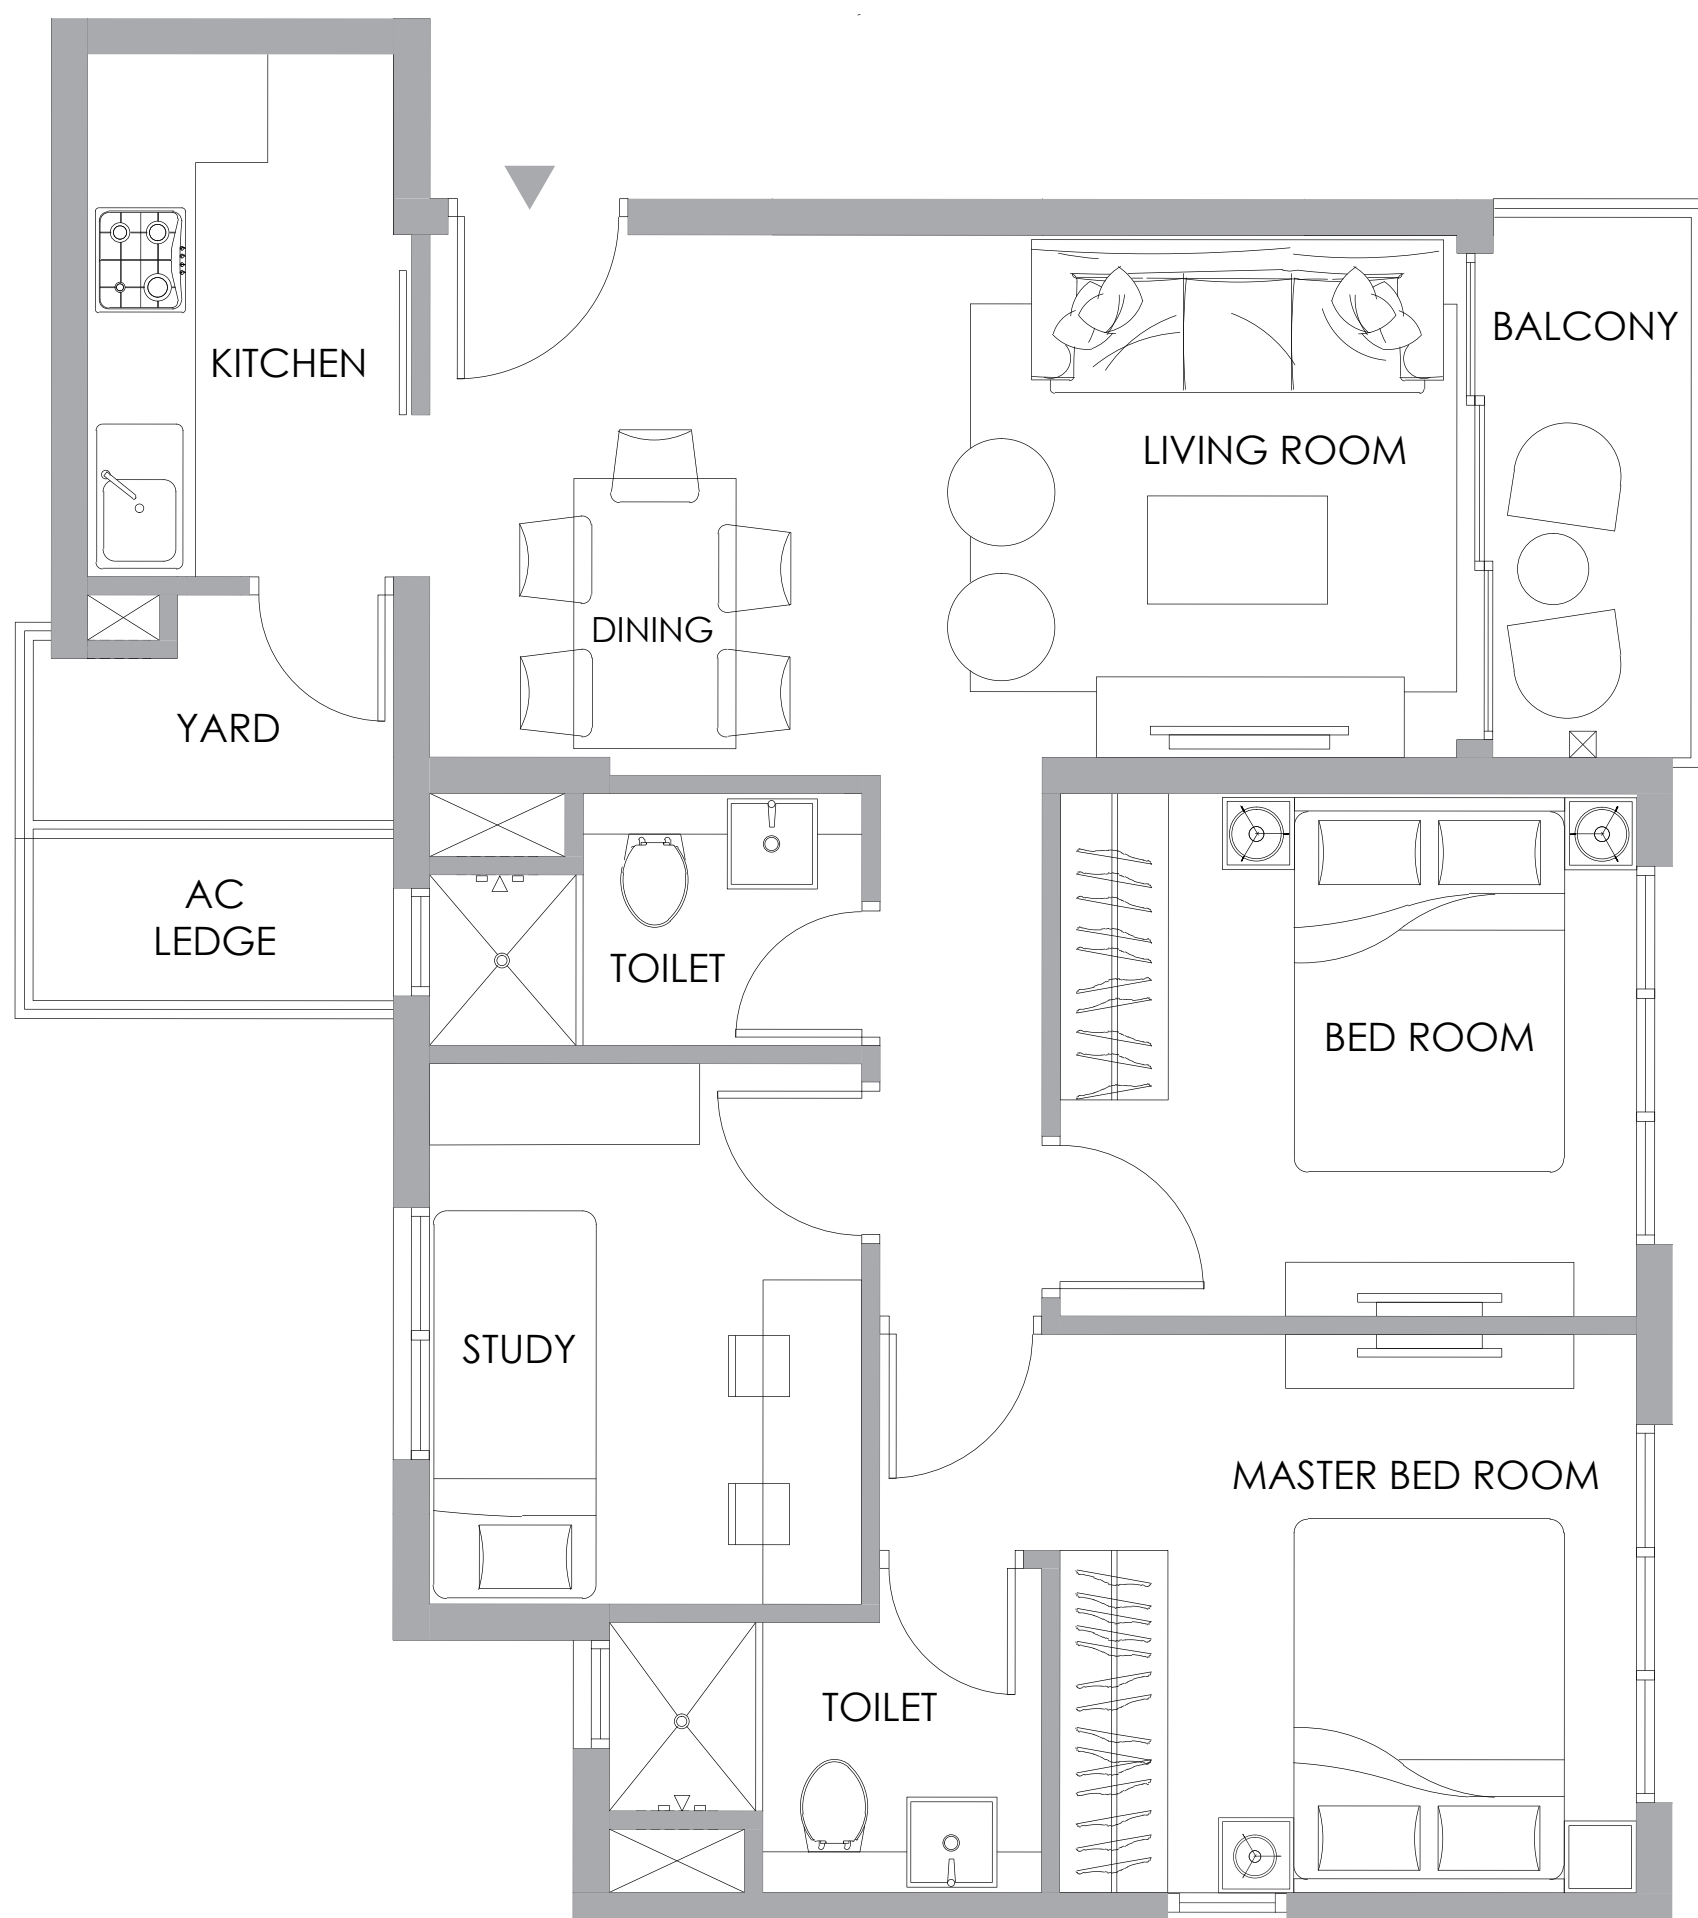 BALCONY
KITCHEN
LIVING ROOM
DINING
YARD
AC
LEDGE
TOILET
BED ROOM
STUDY
MASTER BED ROOM
TOILET